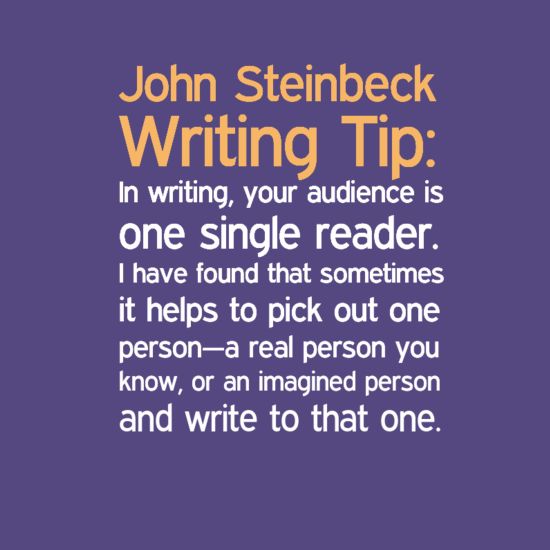 John Steinbeck
Writing Tip:
In writing, your audience is
one single reader.
I have found that sometimes
it helps to pick out one
person—a real person you
know, or an imagined person
and write to that one.